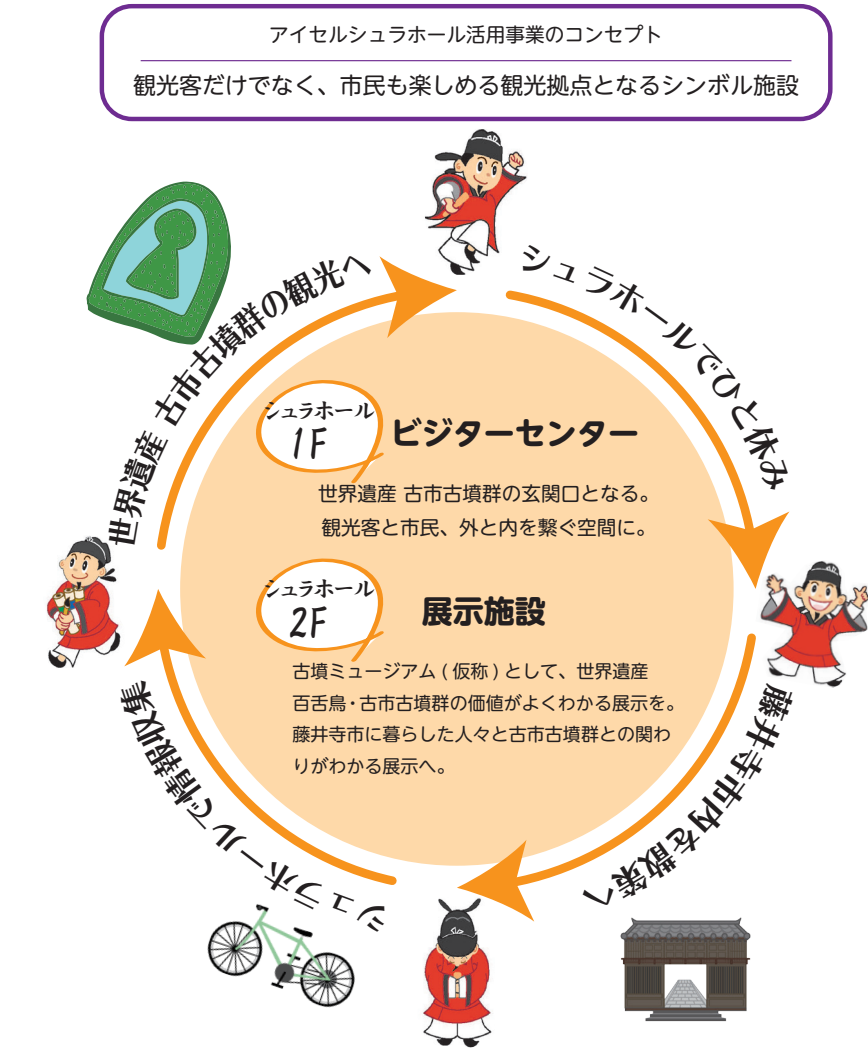 アイセルシュラホール活用事業のコンセプト
観光客だけでなく、市民も楽しめる観光拠点となるシンボル施設
世界遺産 古市古墳群の観光へ
シュラホールでひと休み
藤井寺市内を散策へ
シュラホールで情報収集
シュラホール
1F
ビジターセンター
世界遺産 古市古墳群の玄関口となる。
観光客と市民、外と内を繋ぐ空間に。
シュラホール
2F
展示施設
古墳ミュージアム ( 仮称 ) として、世界遺産
百舌鳥・古市古墳群の価値がよくわかる展示を。
藤井寺市に暮らした人々と古市古墳群との関わ
りがわかる展示へ。